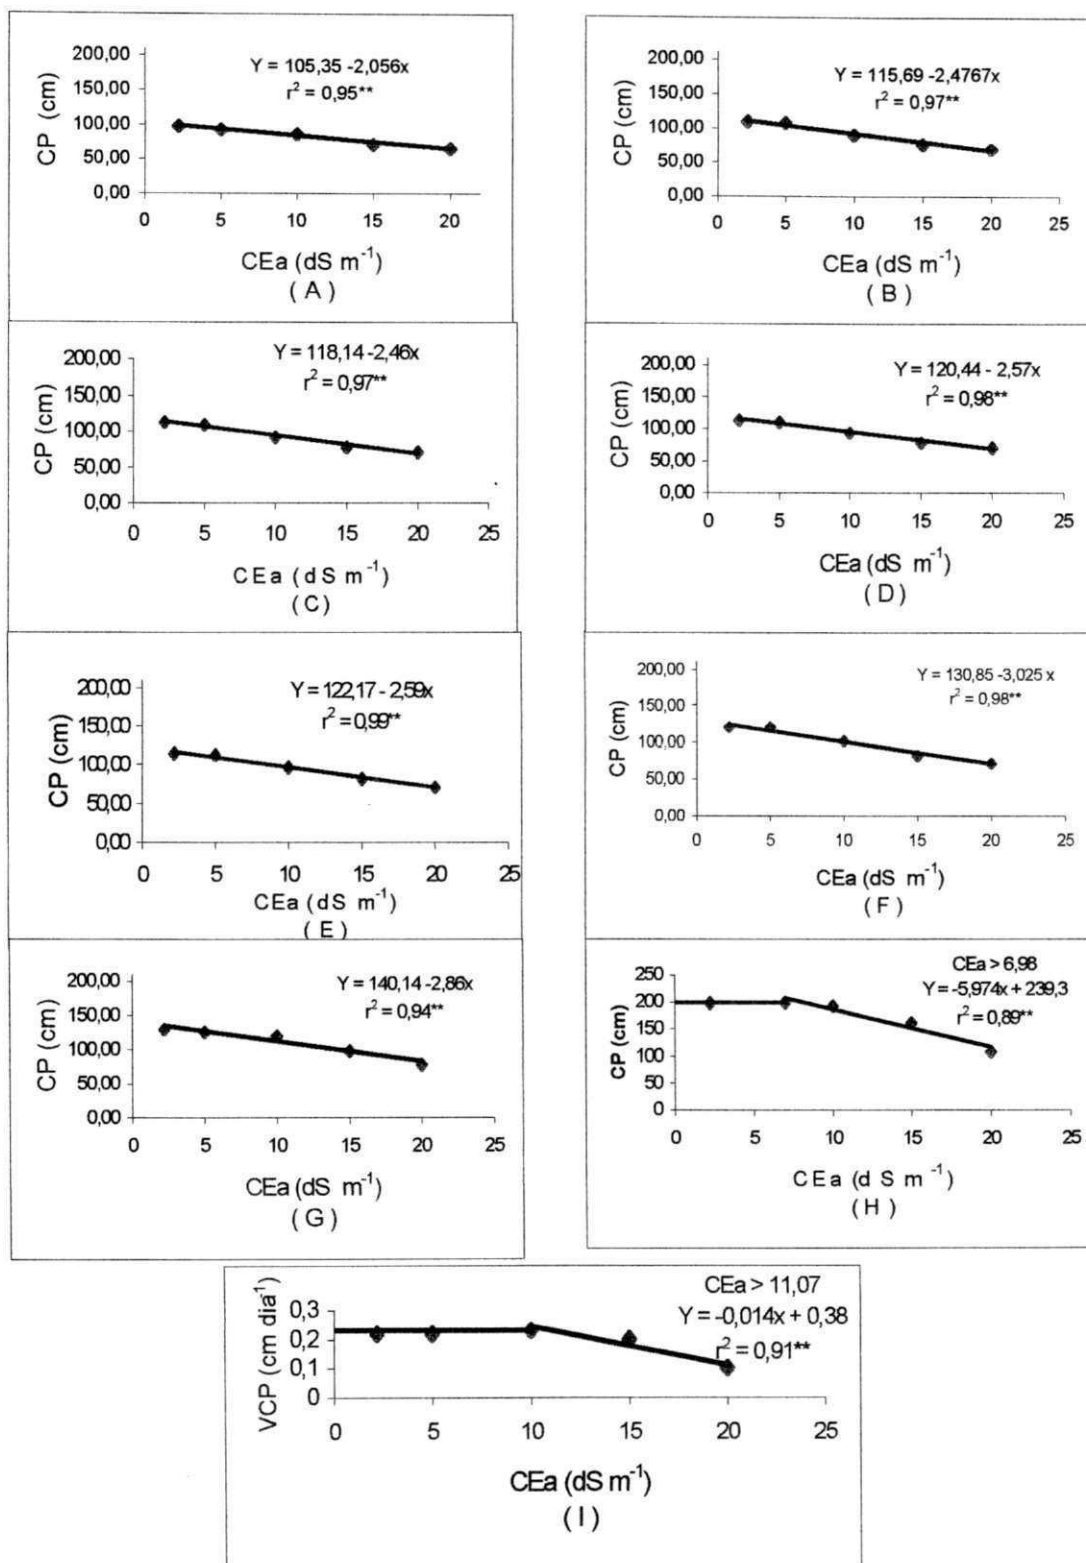 200,00
150,00
100,00
50,00
0,00
CP (cm)
Y = 105,35 -2,056x
r² = 0,95**
0 5 10 15 20
CEa (dS m⁻¹)
( A )
200,00
150,00
100,00
50,00
0,00
CP (cm)
Y = 115,69 -2,4767x
r² = 0,97**
0 5 10 15 20 25
CEa (dS m⁻¹)
( B )
200,00
150,00
100,00
50,00
0,00
CP (cm)
Y = 118,14 -2,46x
r² = 0,97**
0 5 10 15 20 25
CEa (dS m⁻¹)
( C )
200,00
150,00
100,00
50,00
0,00
CP (cm)
Y = 120,44 - 2,57x
r² = 0,98**
0 5 10 15 20 25
CEa (dS m⁻¹)
( D )
200,00
150,00
100,00
50,00
0,00
CP (cm)
Y = 122,17 - 2,59x
r² = 0,99**
0 5 10 15 20 25
CEa (dS m⁻¹)
( E )
200,00
150,00
100,00
50,00
0,00
CP (cm)
Y = 130,85 -3,025 x
r² = 0,98**
0 5 10 15 20 25
CEa (dS m⁻¹)
( F )
200,00
150,00
100,00
50,00
0,00
CP (cm)
Y = 140,14 -2,86x
r² = 0,94**
0 5 10 15 20 25
CEa (dS m⁻¹)
( G )
250
200
150
100
50
0
CP (cm)
CEa > 6,98
Y = -5,974x + 239,3
r² = 0,89**
0 5 10 15 20 25
CEa (d S m⁻¹)
( H )
0,3
0,2
0,1
0
VCP (cm dia⁻¹)
CEa > 11,07
Y = -0,014x + 0,38
r² = 0,91**
0 5 10 15 20 25
CEa (dS m⁻¹)
( I )